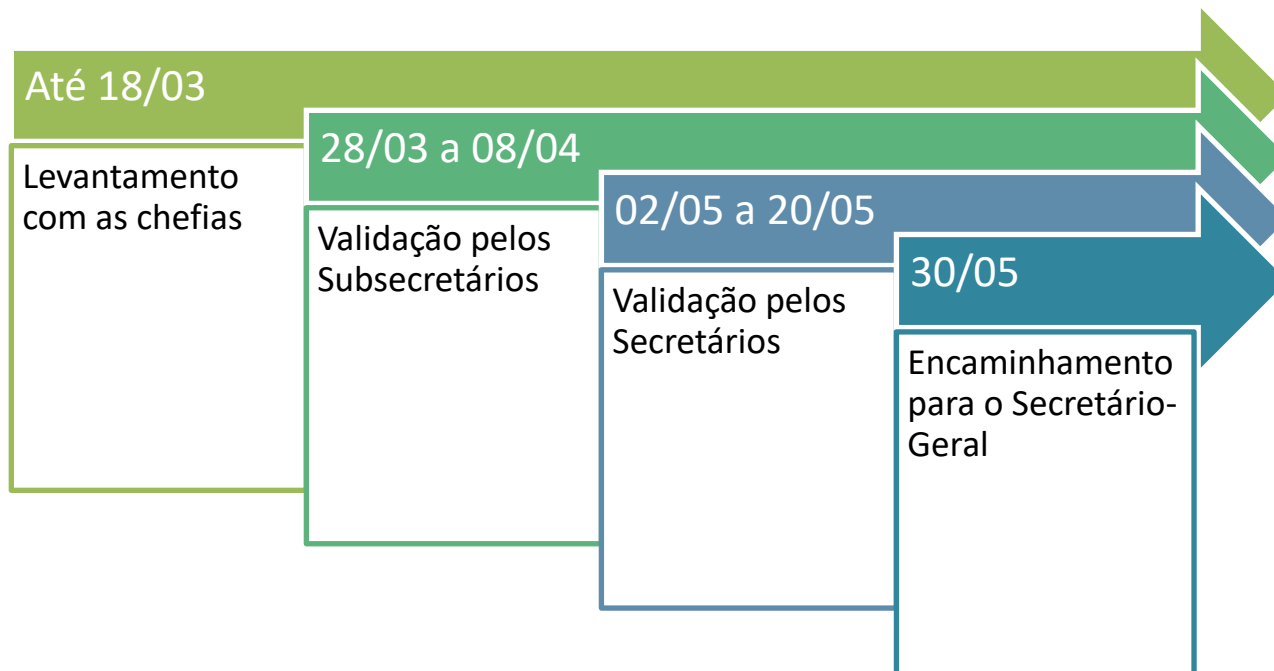 Até 18/03
Levantamento
com as chefias
28/03 a 08/04
Validação pelos
Subsecretários
02/05 a 20/05
Validação pelos
Secretários
30/05
Encaminhamento
para o Secretário-
Geral